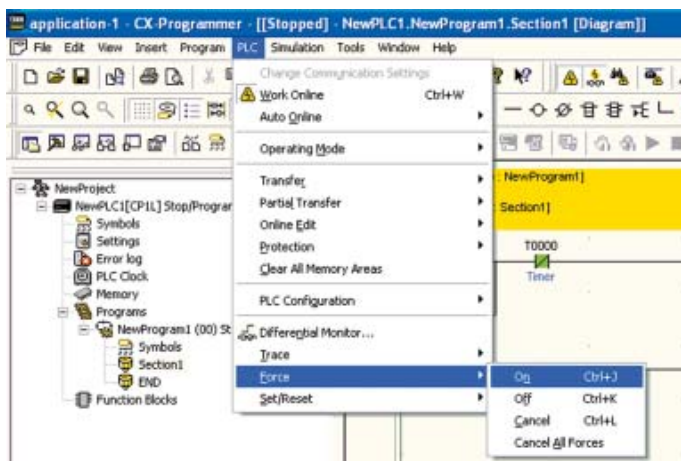 application-1 - CX-Programmer - [[Stopped] - NewPLC1.NewProgram1.Section1 [Diagram]]
File Edit View Insert Program PLC Simulation Tools Window Help
Change Communication Settings
Work Online Ctrl+W
Auto Online
Operating Mode
Transfer
Partial Transfer
Online Edit
Protection
Clear All Memory Areas
PLC Configuration
Differential Monitor...
Trace
Force
Set/Reset
On Ctrl+J
Off Ctrl+K
Cancel Ctrl+L
Cancel All Forces
NewProject
NewPLC1[CP1L] Stop/Progra
Symbols
Settings
Error log
PLC Clock
Memory
Programs
NewProgram1 (00) St
Symbols
Section1
END
Function Blocks
: NewProgram1]
: Section1]
T0000
Timer